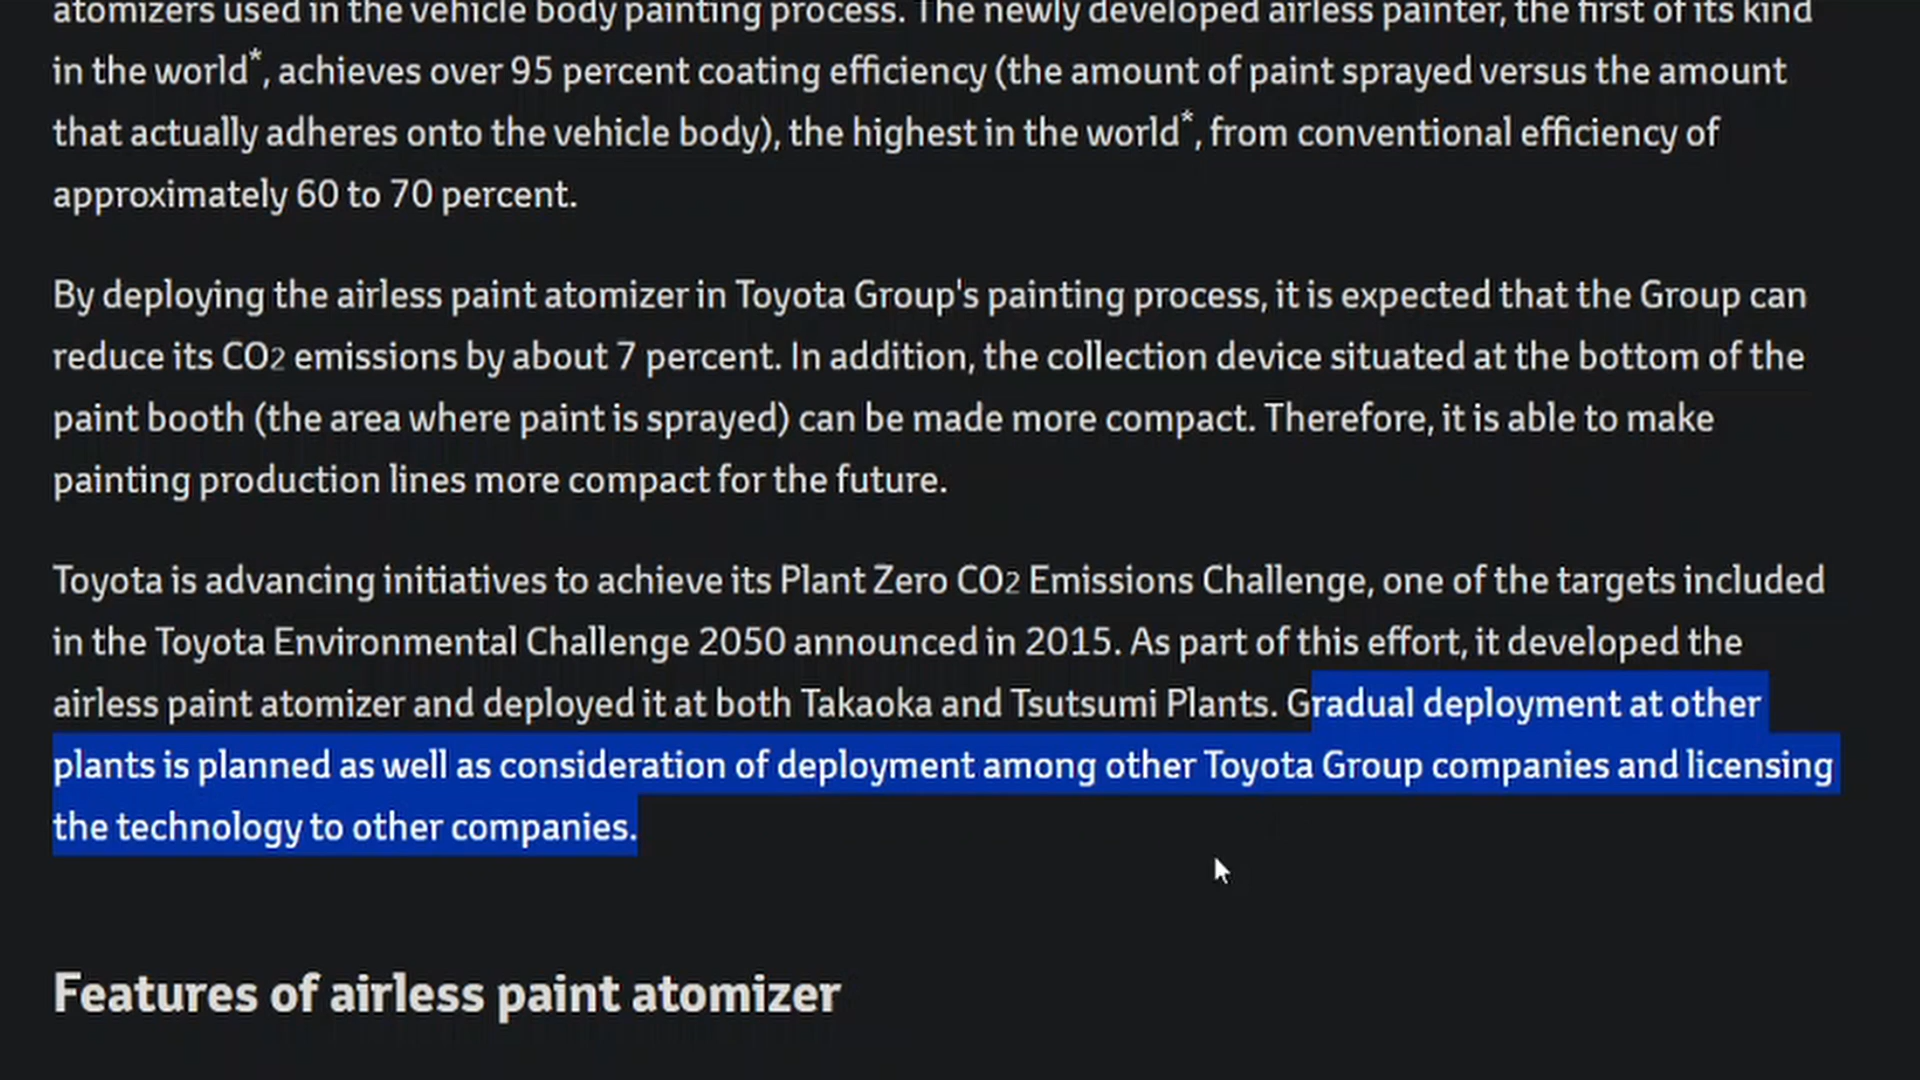 atomizers used in the vehicle body painting process. The newly developed airless painter, the first of its kind
in the world*, achieves over 95 percent coating efficiency (the amount of paint sprayed versus the amount
that actually adheres onto the vehicle body), the highest in the world*, from conventional efficiency of
approximately 60 to 70 percent.
By deploying the airless paint atomizer in Toyota Group's painting process, it is expected that the Group can
reduce its CO2 emissions by about 7 percent. In addition, the collection device situated at the bottom of the
paint booth (the area where paint is sprayed) can be made more compact. Therefore, it is able to make
painting production lines more compact for the future.
Toyota is advancing initiatives to achieve its Plant Zero CO2 Emissions Challenge, one of the targets included
in the Toyota Environmental Challenge 2050 announced in 2015. As part of this effort, it developed the
airless paint atomizer and deployed it at both Takaoka and Tsutsumi Plants. Gradual deployment at other
plants is planned as well as consideration of deployment among other Toyota Group companies and licensing
the technology to other companies.
Features of airless paint atomizer